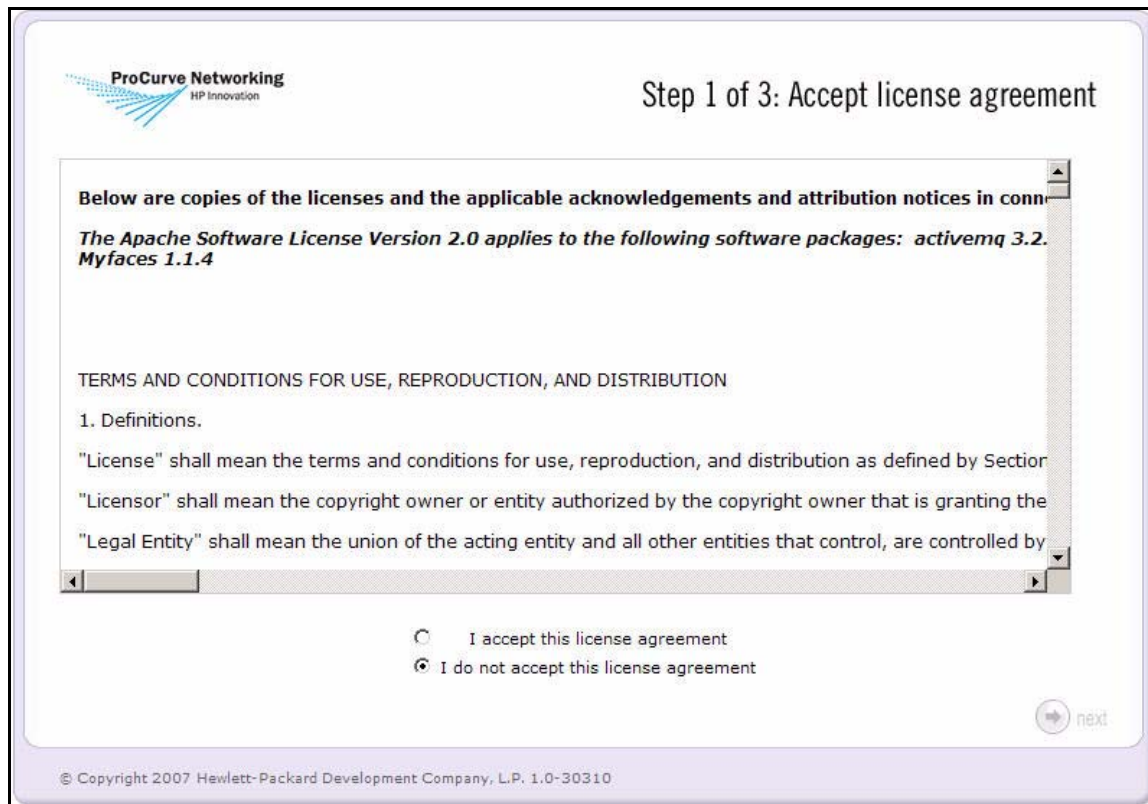 ProCurve Networking
HP Innovation
Step 1 of 3: Accept license agreement
Below are copies of the licenses and the applicable acknowledgements and attribution notices in conn
The Apache Software License Version 2.0 applies to the following software packages: activemq 3.2.
Myfaces 1.1.4
TERMS AND CONDITIONS FOR USE, REPRODUCTION, AND DISTRIBUTION
1. Definitions.
"License" shall mean the terms and conditions for use, reproduction, and distribution as defined by Section
"Licensor" shall mean the copyright owner or entity authorized by the copyright owner that is granting the
"Legal Entity" shall mean the union of the acting entity and all other entities that control, are controlled by
I accept this license agreement
I do not accept this license agreement
next
© Copyright 2007 Hewlett-Packard Development Company, L.P. 1.0-30310